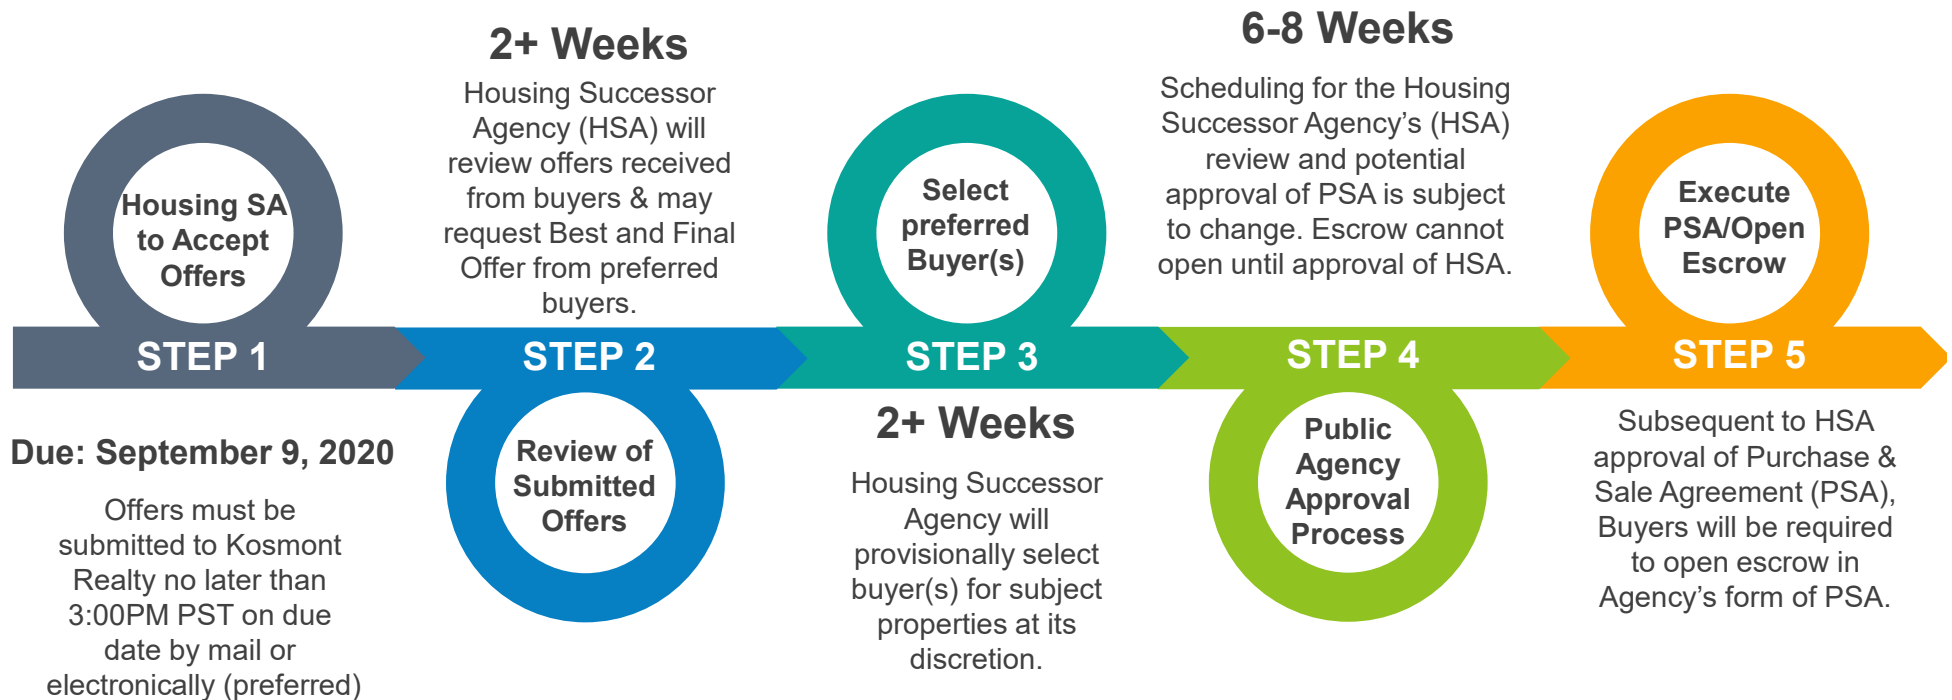 Housing SA
to Accept
Offers
STEP 1
Due: September 9, 2020
Offers must be
submitted to Kosmont
Realty no later than
3:00PM PST on due
date by mail or
electronically (preferred)
2+ Weeks
Housing Successor
Agency (HSA) will
review offers received
from buyers & may
request Best and Final
Offer from preferred
buyers.
STEP 2
Review of
Submitted
Offers
Select
preferred
Buyer(s)
STEP 3
2+ Weeks
Housing Successor
Agency will
provisionally select
buyer(s) for subject
properties at its
discretion.
6-8 Weeks
Scheduling for the Housing
Successor Agency’s (HSA)
review and potential
approval of PSA is subject
to change. Escrow cannot
open until approval of HSA.
STEP 4
Public
Agency
Approval
Process
Execute
PSA/Open
Escrow
STEP 5
Subsequent to HSA
approval of Purchase &
Sale Agreement (PSA),
Buyers will be required
to open escrow in
Agency’s form of PSA.